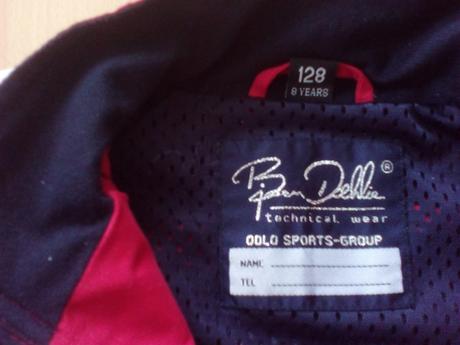 128
8 YEARS
Bjørn Dæhlie ®
technical wear
ODLO SPORTS-GROUP
NAME
TEL